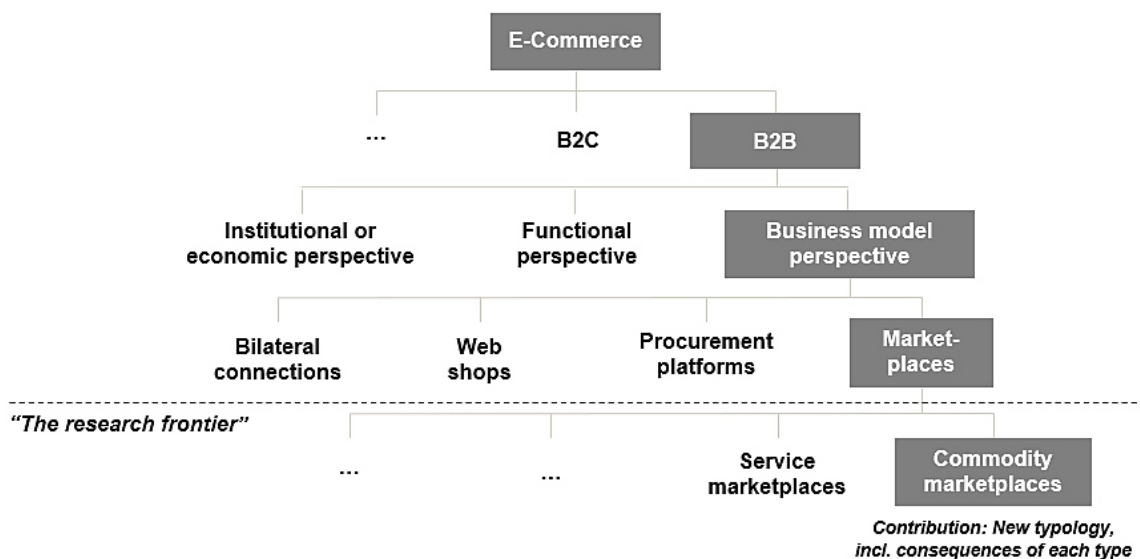 E-Commerce
...
B2C
B2B
Institutional or
economic perspective
Functional
perspective
Business model
perspective
Bilateral
connections
Web
shops
Procurement
platforms
Market-
places
“The research frontier”
...
...
Service
marketplaces
Commodity
marketplaces
Contribution: New typology,
incl. consequences of each type